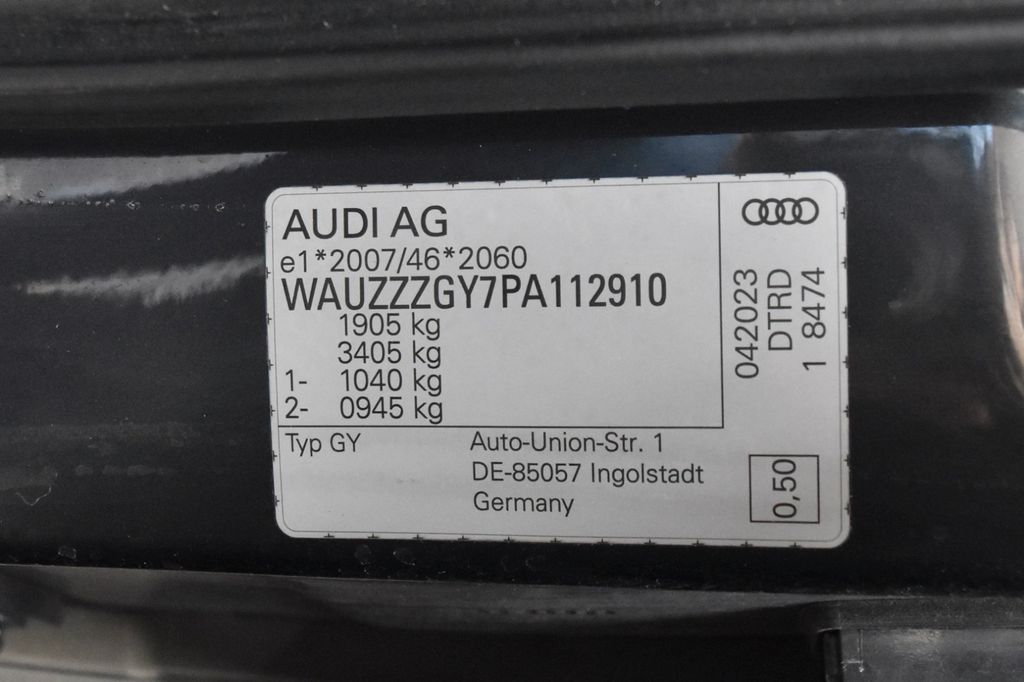 AUDI AG
e1*2007/46*2060
WAUZZZGY7PA112910
1905 kg
3405 kg
1- 1040 kg
2- 0945 kg
Typ GY
Auto-Union-Str. 1
DE-85057 Ingolstadt
Germany
042023
DTRD
1 8474
0,50